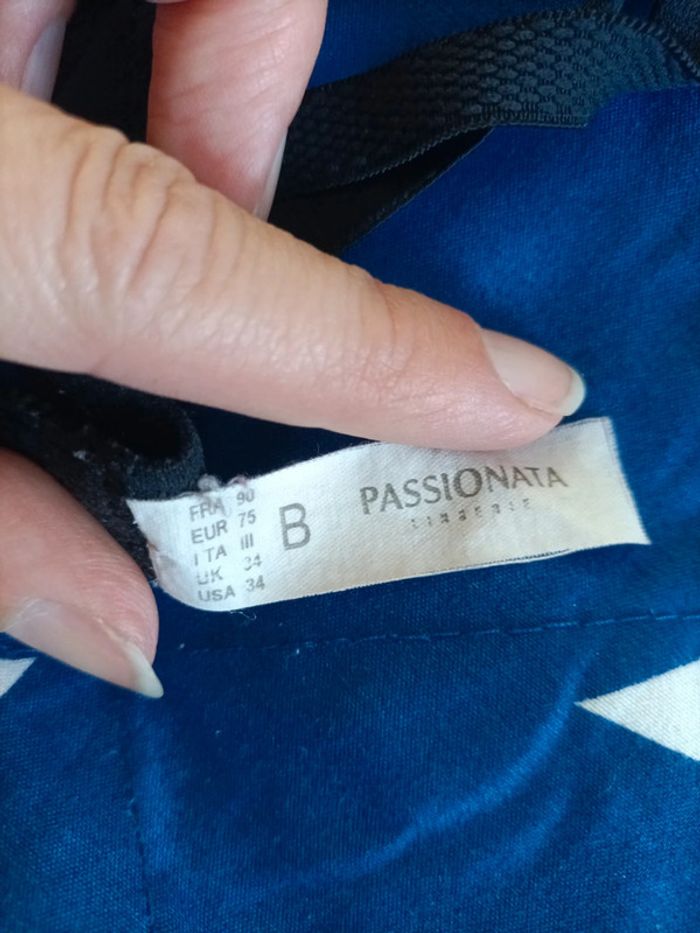 FRA 90
EUR 75
ITA III
UK 34
USA 34
B
PASSIONATA
LINGERIE